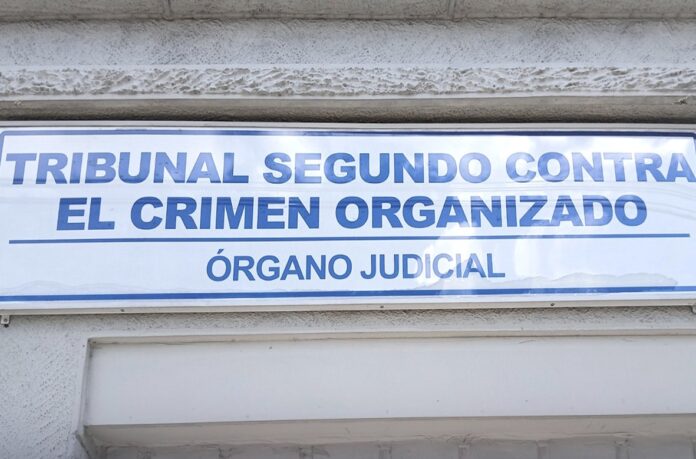 TRIBUNAL SEGUNDO CONTRA
EL CRIMEN ORGANIZADO
ÓRGANO JUDICIAL